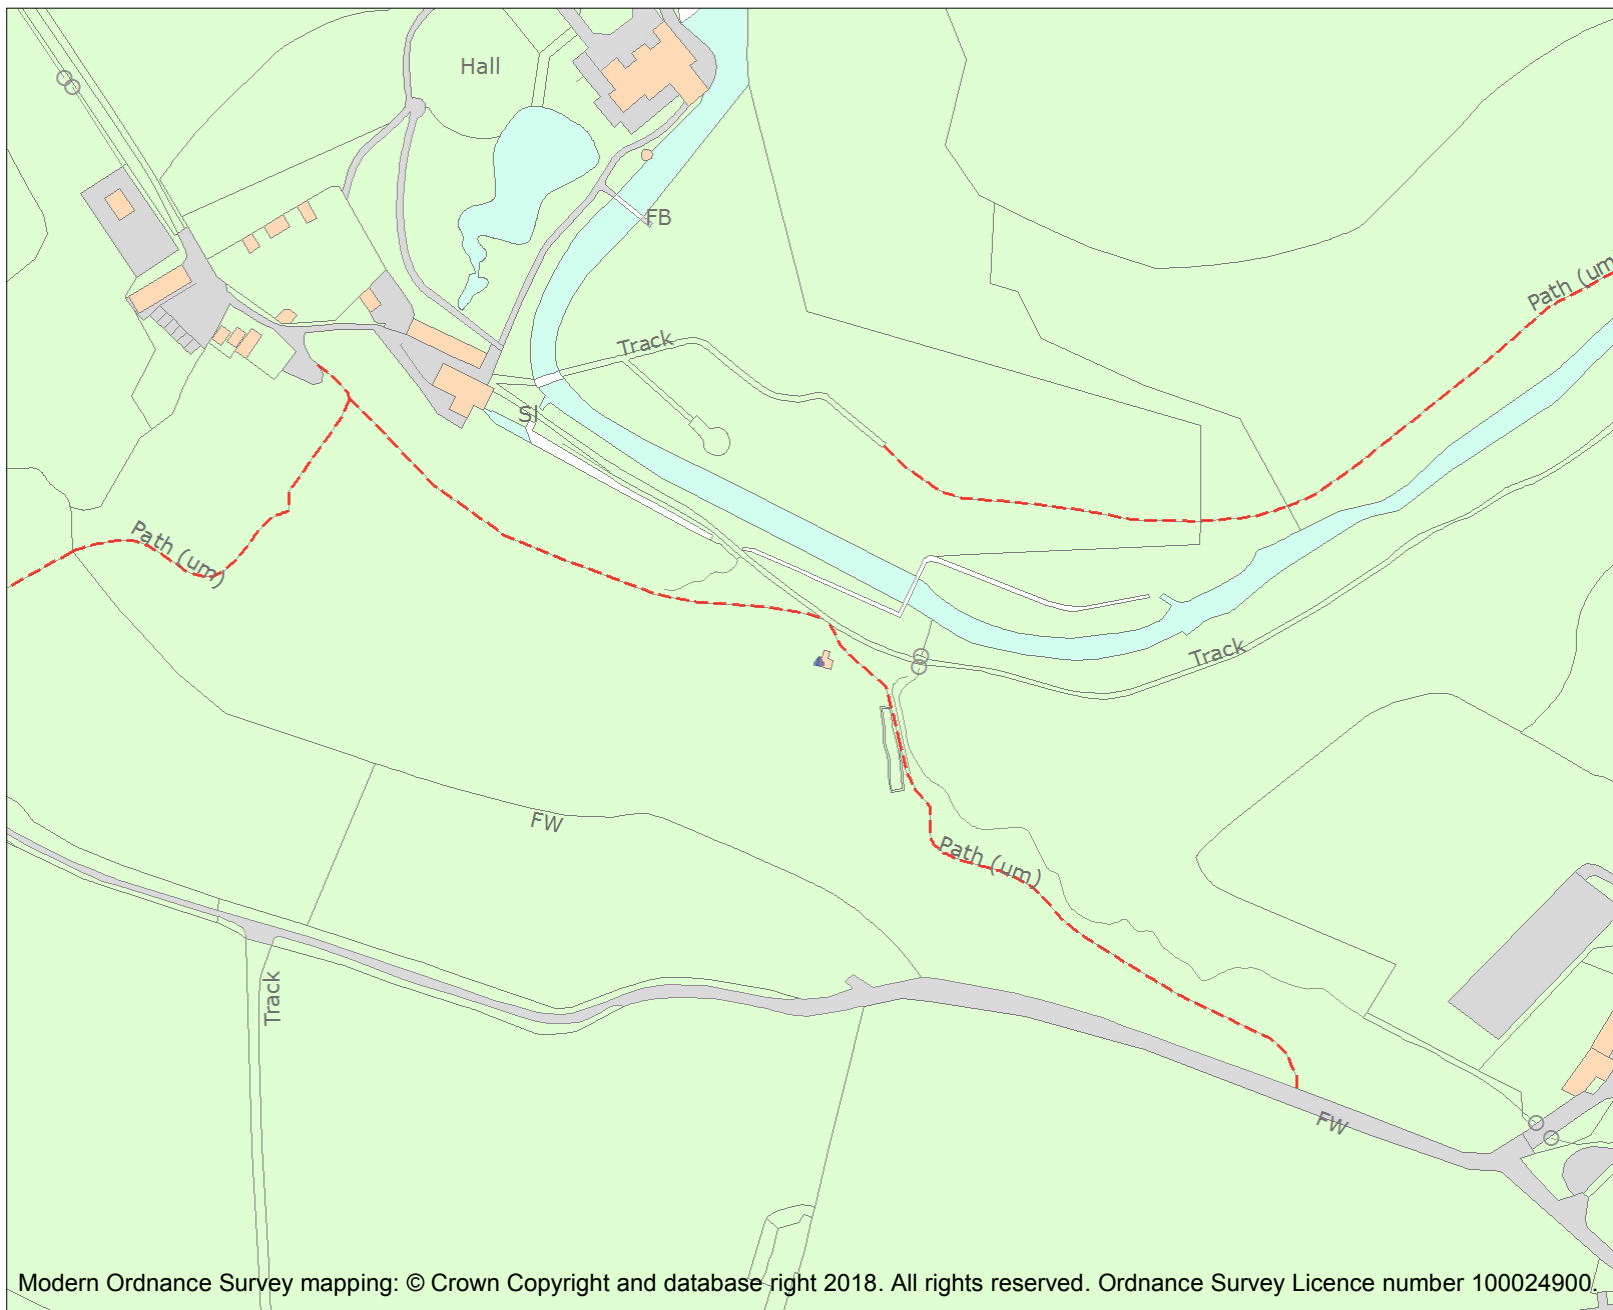 Hall
FB
Path (um
Track
Sl
Path (um)
Track
FW
Path (um)
Track
FW
Modern Ordnance Survey mapping: © Crown Copyright and database right 2018. All rights reserved. Ordnance Survey Licence number 100024900.